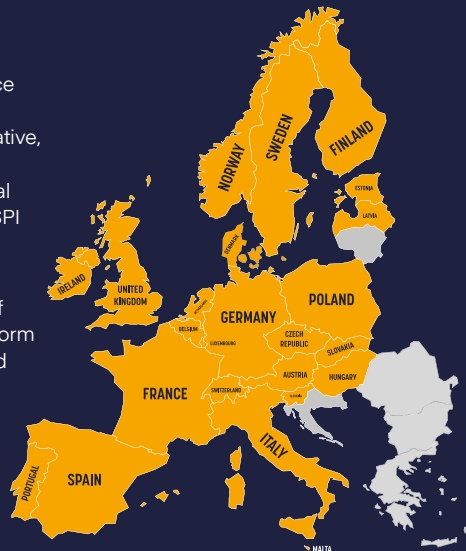 ce
ative,
al
SPI
f
orm
d
NORWAY
SWEDEN
FINLAND
ESTONIA
LATVIA
DENMARK
IRELAND
UNITED
KINGDOM
BELGIUM
LUXEMBOURG
GERMANY
POLAND
CZECH
REPUBLIC
SLOVAKIA
AUSTRIA
HUNGARY
SWITZERLAND
FRANCE
ITALY
PORTUGAL
SPAIN
MALTA